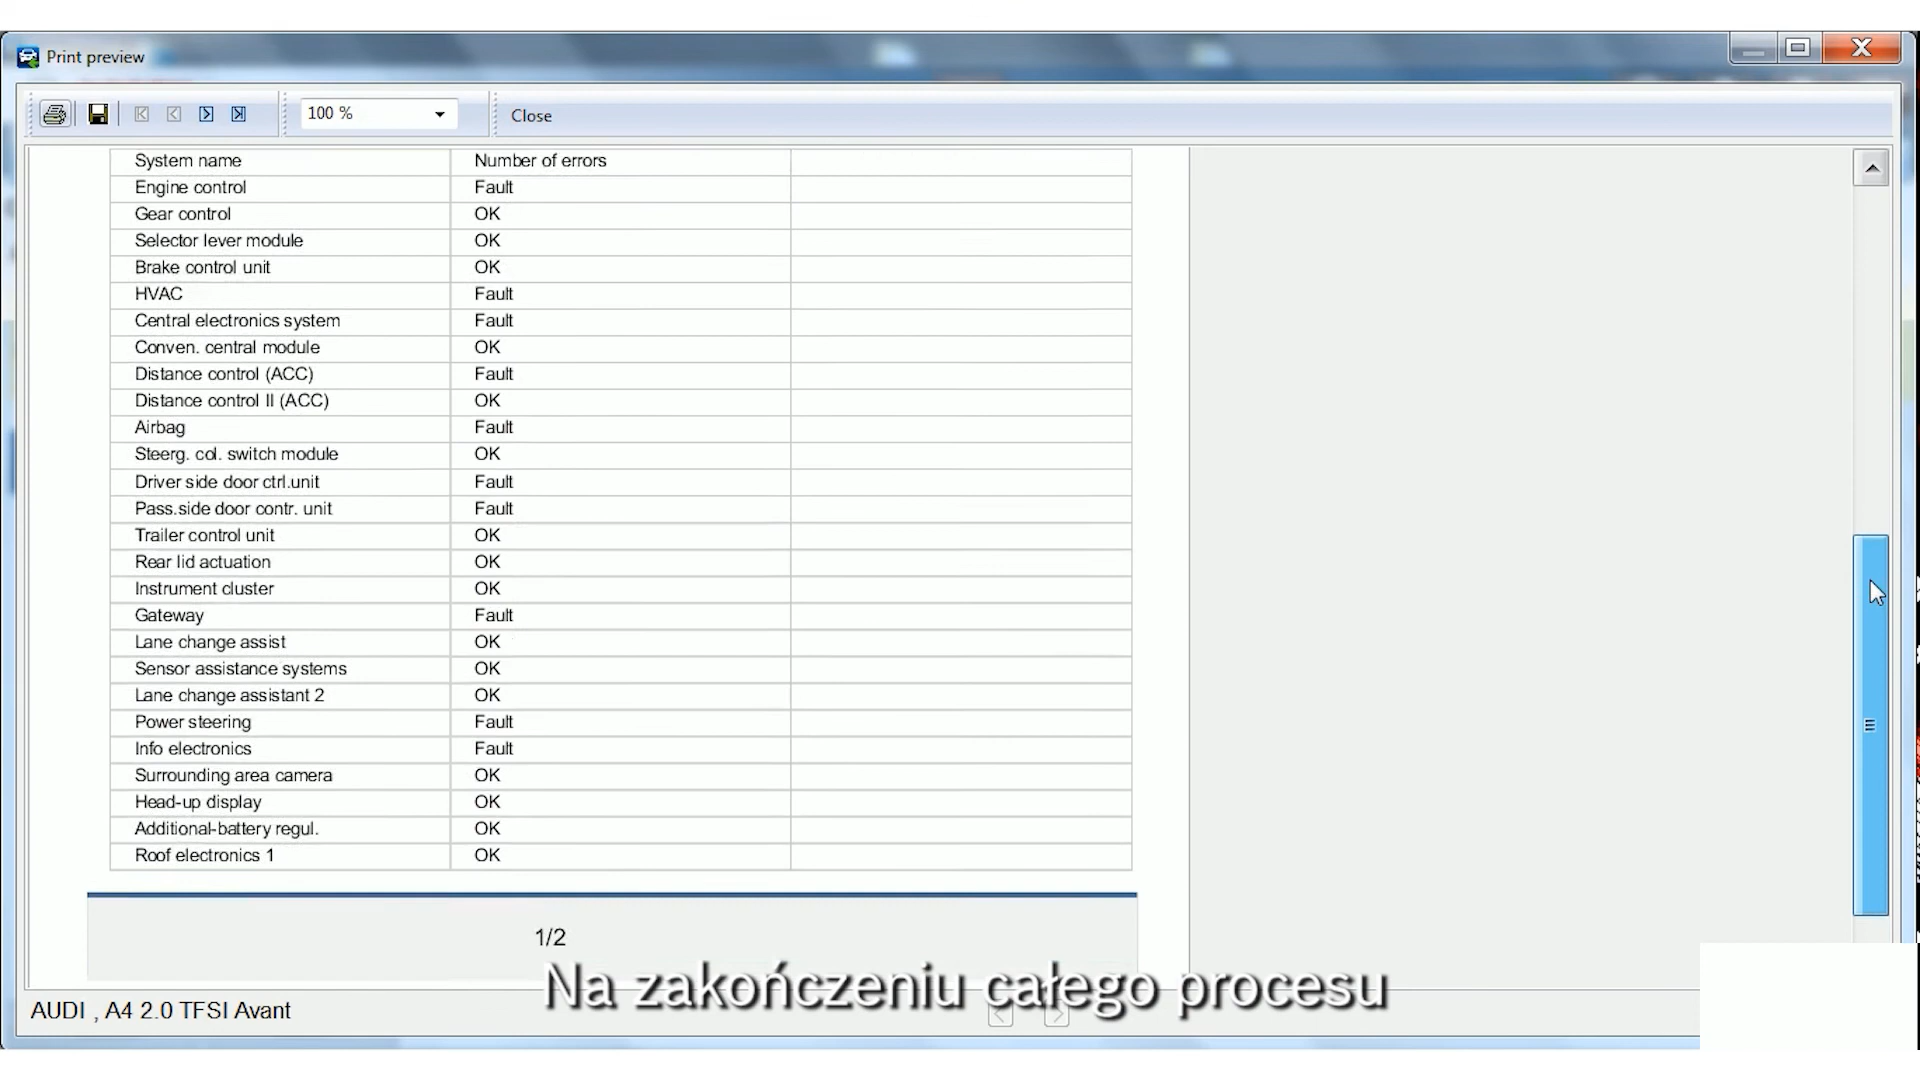 Print preview
100 %
Close
System name Number of errors
Engine control Fault
Gear control OK
Selector lever module OK
Brake control unit OK
HVAC Fault
Central electronics system Fault
Conven. central module OK
Distance control (ACC) Fault
Distance control II (ACC) OK
Airbag Fault
Steerg. col. switch module OK
Driver side door ctrl.unit Fault
Pass.side door contr. unit Fault
Trailer control unit OK
Rear lid actuation OK
Instrument cluster OK
Gateway Fault
Lane change assist OK
Sensor assistance systems OK
Lane change assistant 2 OK
Power steering Fault
Info electronics Fault
Surrounding area camera OK
Head-up display OK
Additional-battery regul. OK
Roof electronics 1 OK
1/2
Na zakończeniu całego procesu
AUDI , A4 2.0 TFSI Avant